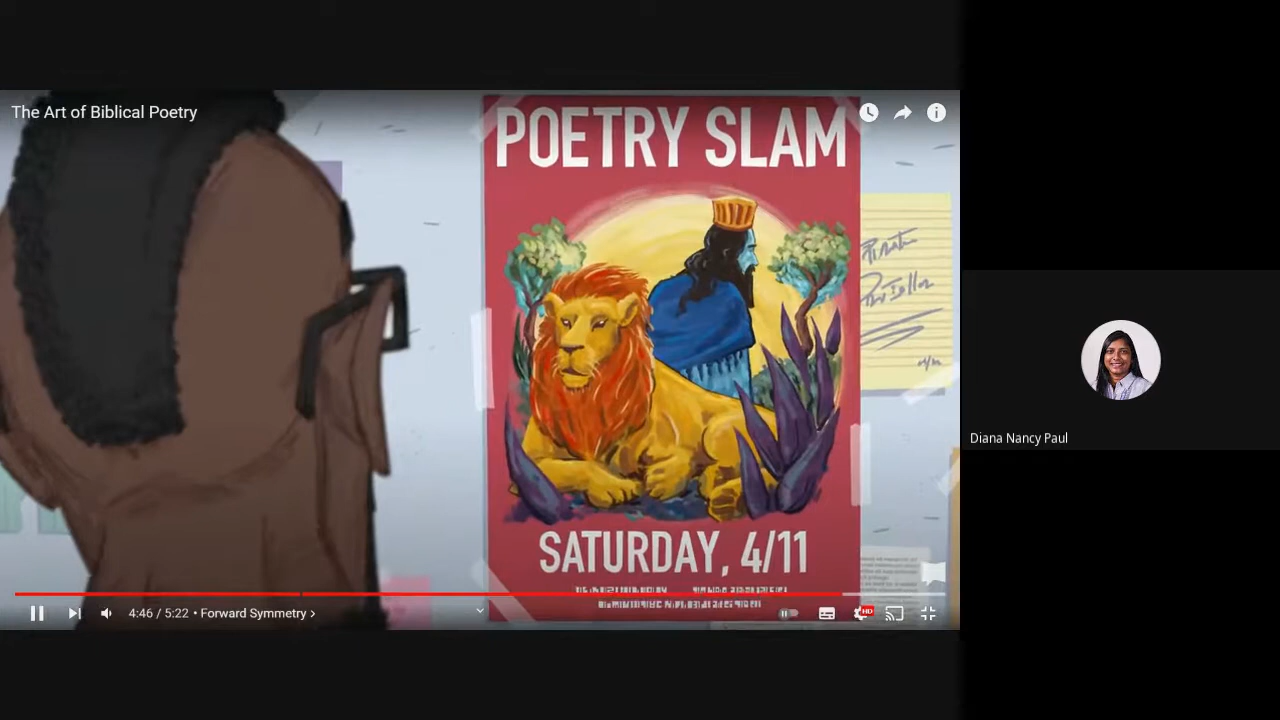 The Art of Biblical Poetry
POETRY SLAM
SATURDAY, 4/11
4:46 / 5:22 • Forward Symmetry ›
HD
Diana Nancy Paul